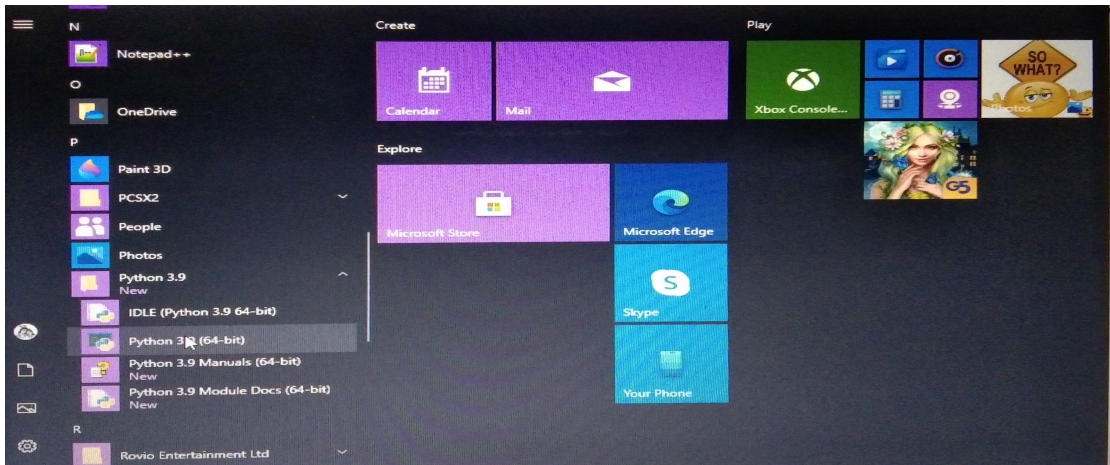 N
Notepad++
O
OneDrive
P
Paint 3D
PCSX2
People
Photos
Python 3.9
New
IDLE (Python 3.9 64-bit)
Python 3.9 (64-bit)
Python 3.9 Manuals (64-bit)
New
Python 3.9 Module Docs (64-bit)
New
R
Rovio Entertainment Ltd
Create
Calendar
Mail
Explore
Microsoft Store
Microsoft Edge
Skype
Your Phone
Play
Xbox Console...
SO
WHAT?
Photos
G5